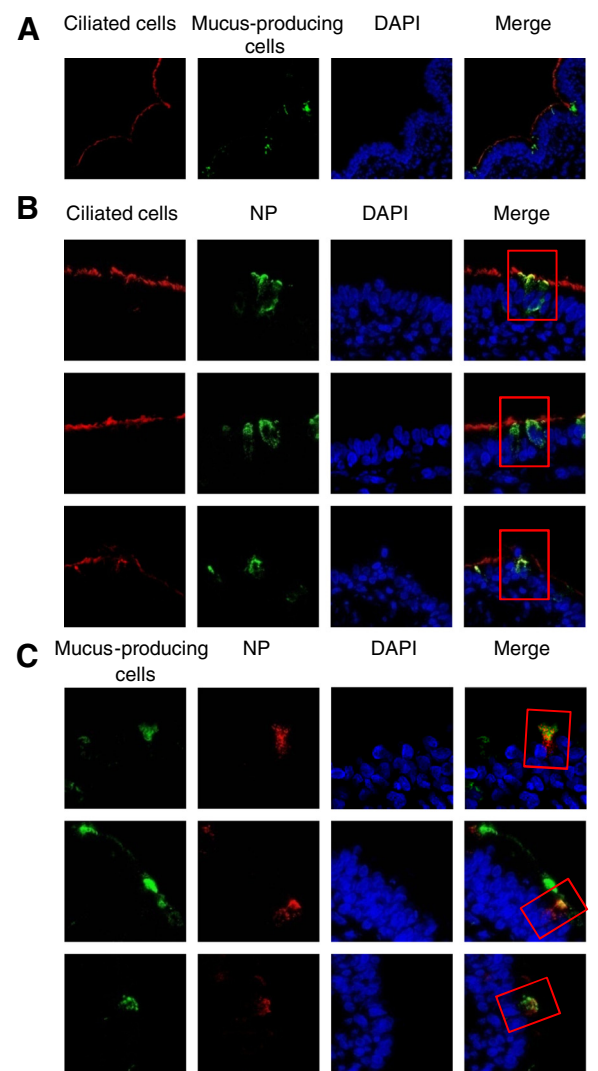 A
Ciliated cells Mucus-producing cells DAPI Merge
B
Ciliated cells NP DAPI Merge
C
Mucus-producing cells NP DAPI Merge